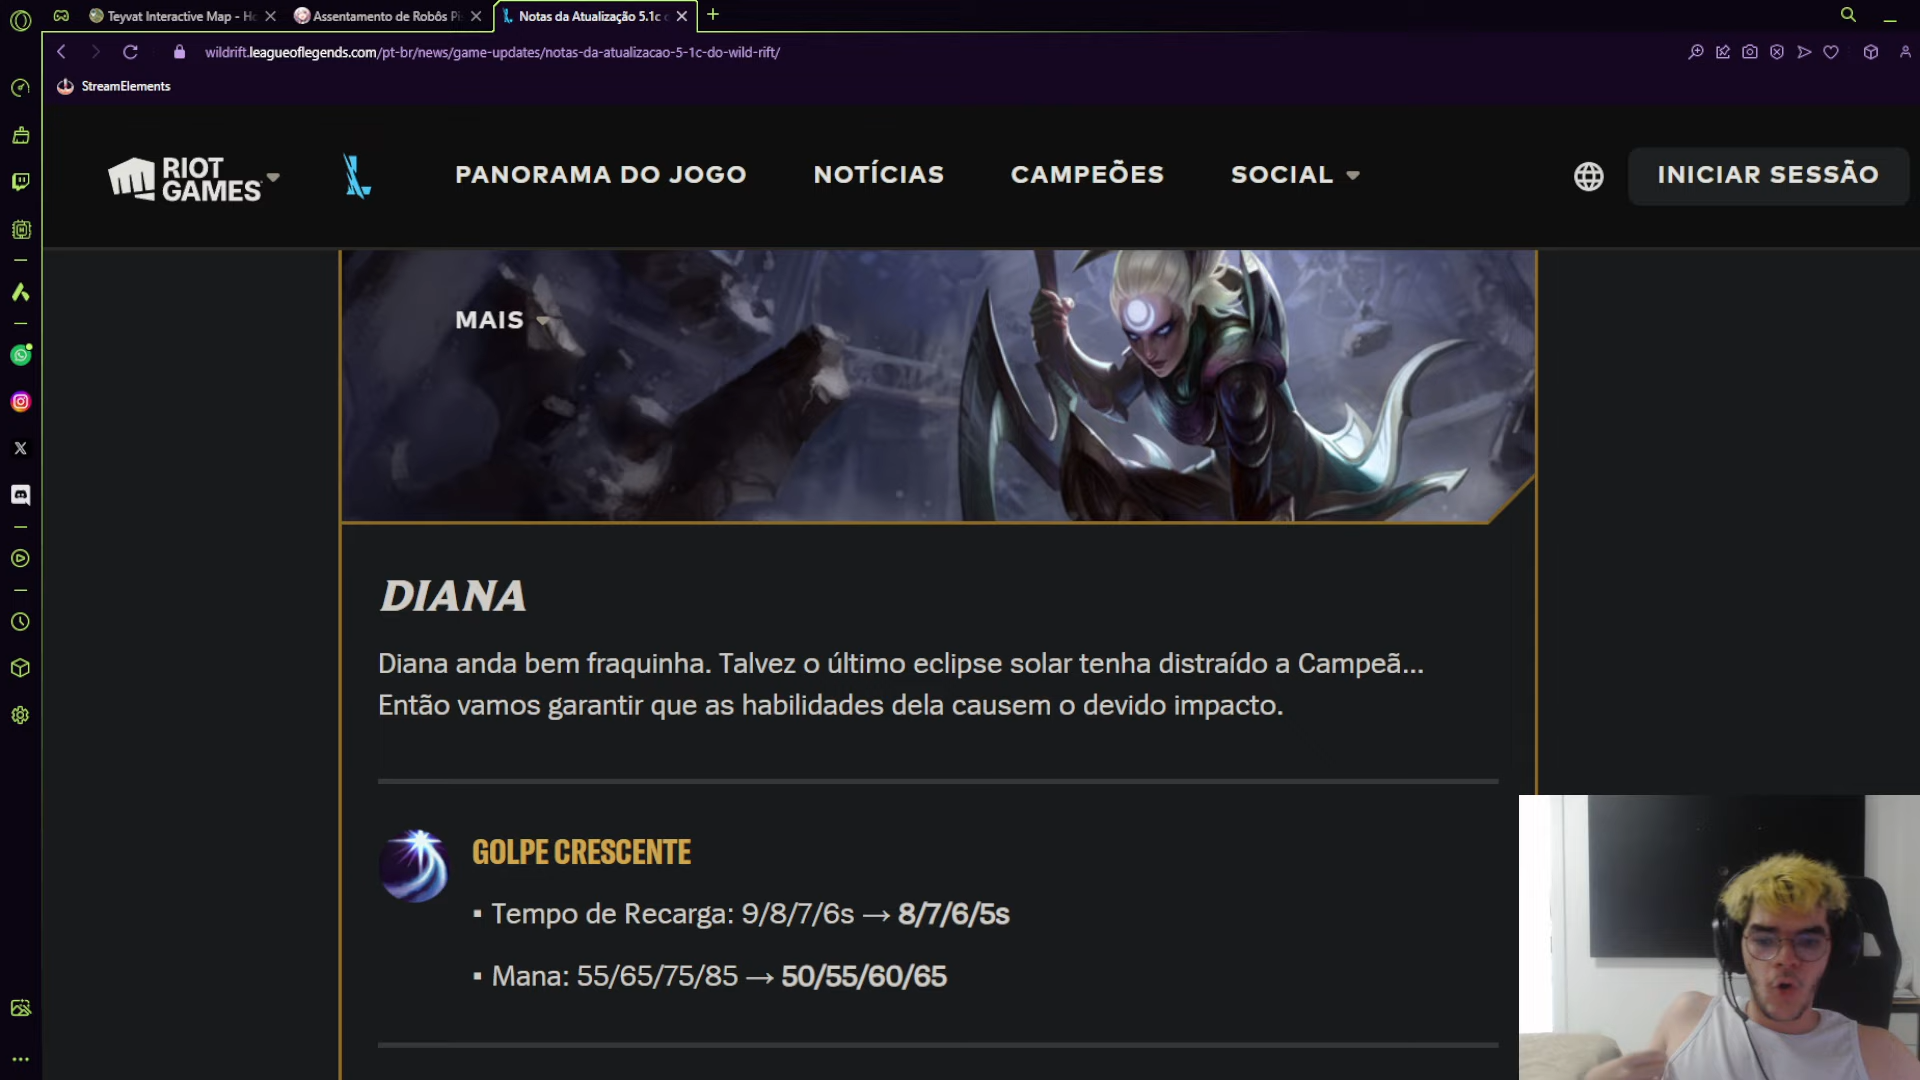 Teyvat Interactive Map - Ho
Assentamento de Robôs Pi
Notas da Atualização 5.1c
wildrift.leagueoflegends.com/pt-br/news/game-updates/notas-da-atualizacao-5-1c-do-wild-rift/
StreamElements
RIOT
GAMES
PANORAMA DO JOGO
NOTÍCIAS
CAMPEÕES
SOCIAL
INICIAR SESSÃO
MAIS
DIANA
Diana anda bem fraquinha. Talvez o último eclipse solar tenha distraído a Campeã...
Então vamos garantir que as habilidades dela causem o devido impacto.
GOLPE CRESCENTE
▪ Tempo de Recarga: 9/8/7/6s → 8/7/6/5s
▪ Mana: 55/65/75/85 → 50/55/60/65